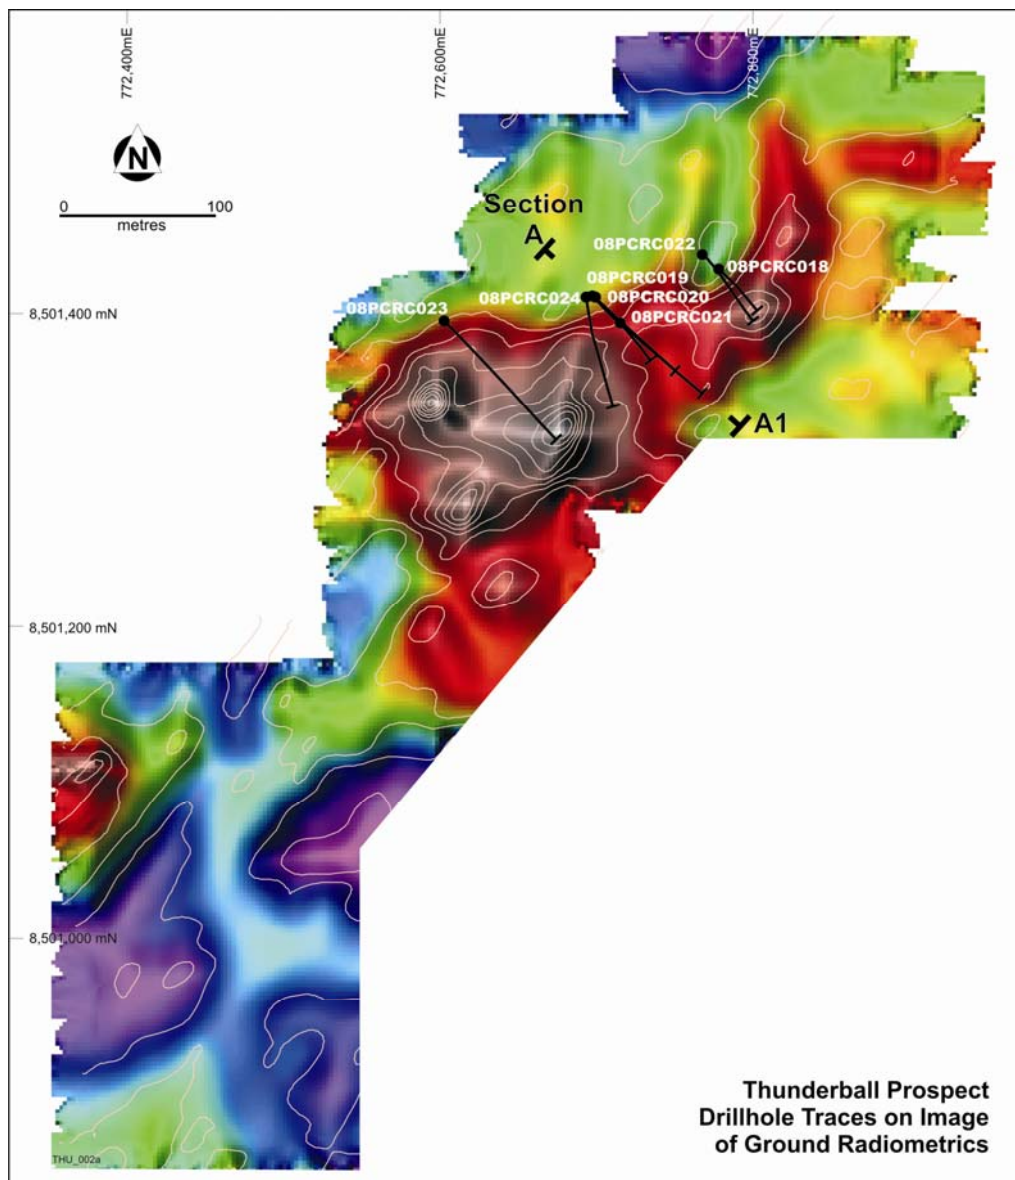 772,400mE
772,600mE
772,800mE
N
0 100
metres
Section
A
08PCRC022
08PCRC018
08PCRC019
08PCRC024
08PCRC020
08PCRC023
08PCRC021
8,501,400 mN
A1
8,501,200 mN
8,501,000 mN
Thunderball Prospect
Drillhole Traces on Image
of Ground Radiometrics
THU_002a